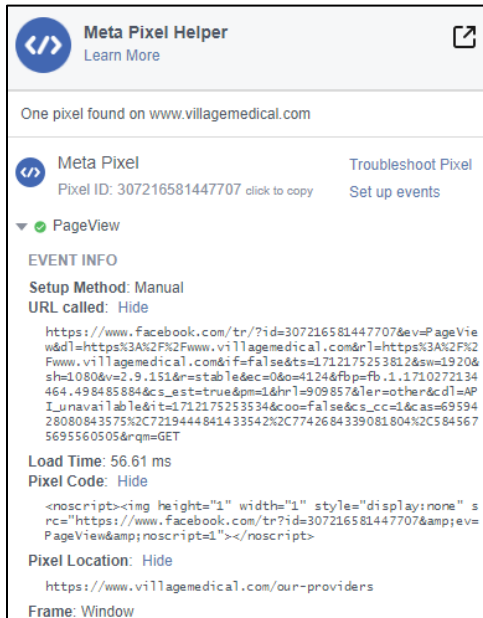 Meta Pixel Helper
Learn More
One pixel found on www.villagemedical.com
Meta Pixel
Troubleshoot Pixel
Pixel ID: 307216581447707 click to copy
Set up events
PageView
EVENT INFO
Setup Method: Manual
URL called: Hide
https://www.facebook.com/tr/?id=307216581447707&ev=PageVie
w&dl=https%3A%2F%2Fwww.villagemedical.com&rl=https%3A%2F%2
Fwww.villagemedical.com&if=false&ts=1712175253812&sw=1920&
sh=1080&v=2.9.151&r=stable&ec=0&o=4124&fbp=fb.1.1710272134
464.498485884&cs_est=true&pm=1&hrl=909857&ler=other&cdl=AP
I_unavailable&it=1712175253534&coo=false&cs_cc=1&cas=69594
28080843575%2C7219444841433542%2C7742684339081804%2C584567
5695560505&rqm=GET
Load Time: 56.61 ms
Pixel Code: Hide
<noscript><img height="1" width="1" style="display:none" s
rc="https://www.facebook.com/tr?id=307216581447707&amp;ev=
PageView&amp;noscript=1"></noscript>
Pixel Location: Hide
https://www.villagemedical.com/our-providers
Frame: Window